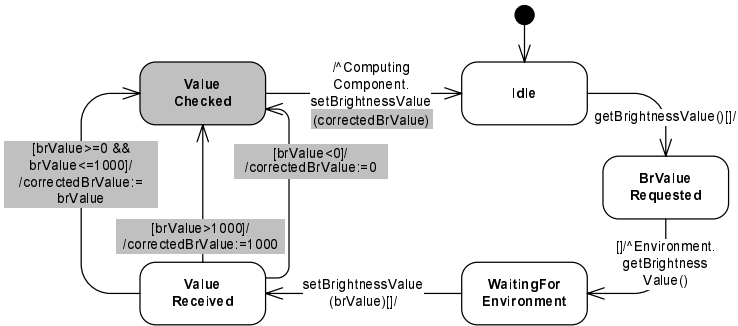 Value
Checked
/^Computing
Component.
setBrightnessValue
(correctedBrValue)
Idle
getBrightnessValue()[]/
BrValue
Requested
[]/^Environment.
getBrightness
Value()
WaitingFor
Environment
setBrightnessValue
(brValue)[]/
Value
Received
[brValue>=0 &&
brValue<=1000]/
/correctedBrValue:=
brValue
[brValue>1000]/
/correctedBrValue:=1000
[brValue<0]/
/correctedBrValue:=0